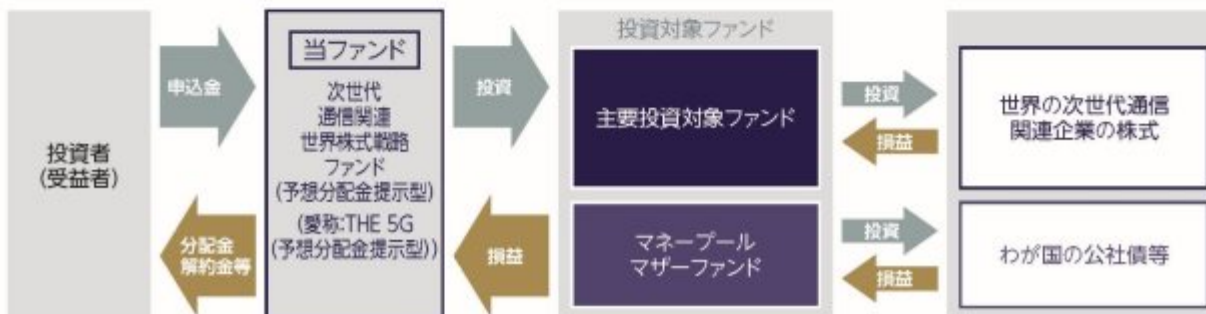 投資者
(受益者)
申込金
分配金
解約金等
当ファンド
次世代
通信関連
世界株式戦略
ファンド
(予想分配金提示型)
(愛称:THE 5G
(予想分配金提示型))
投資
損益
投資対象ファンド
主要投資対象ファンド
マネープール
マザーファンド
投資
損益
投資
損益
世界の次世代通信
関連企業の株式
わが国の公社債等